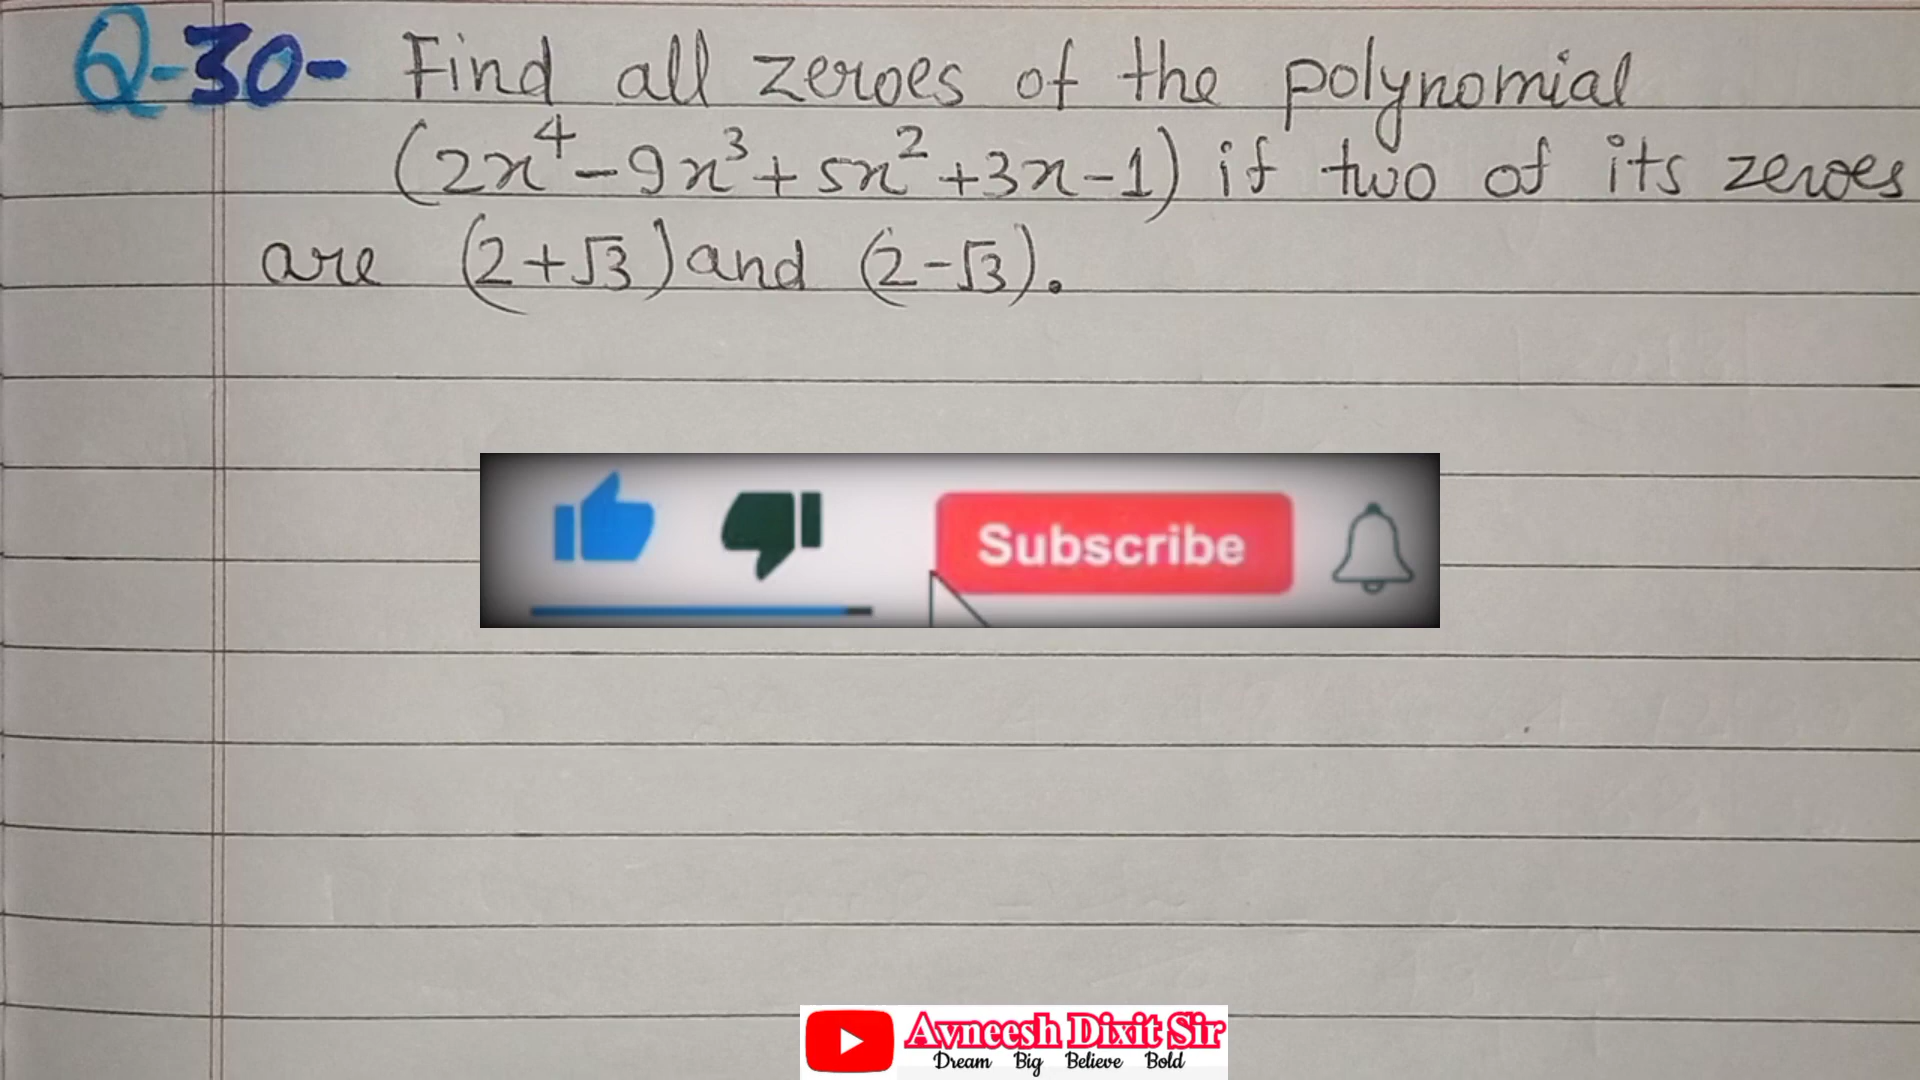 Q-30- Find all zeroes of the polynomial
(2x⁴-9x³+5x²+3x-1) if two of its zeroes
are (2+√3) and (2-√3).
Subscribe
Avneesh Dixit Sir
Dream Big Believe Bold